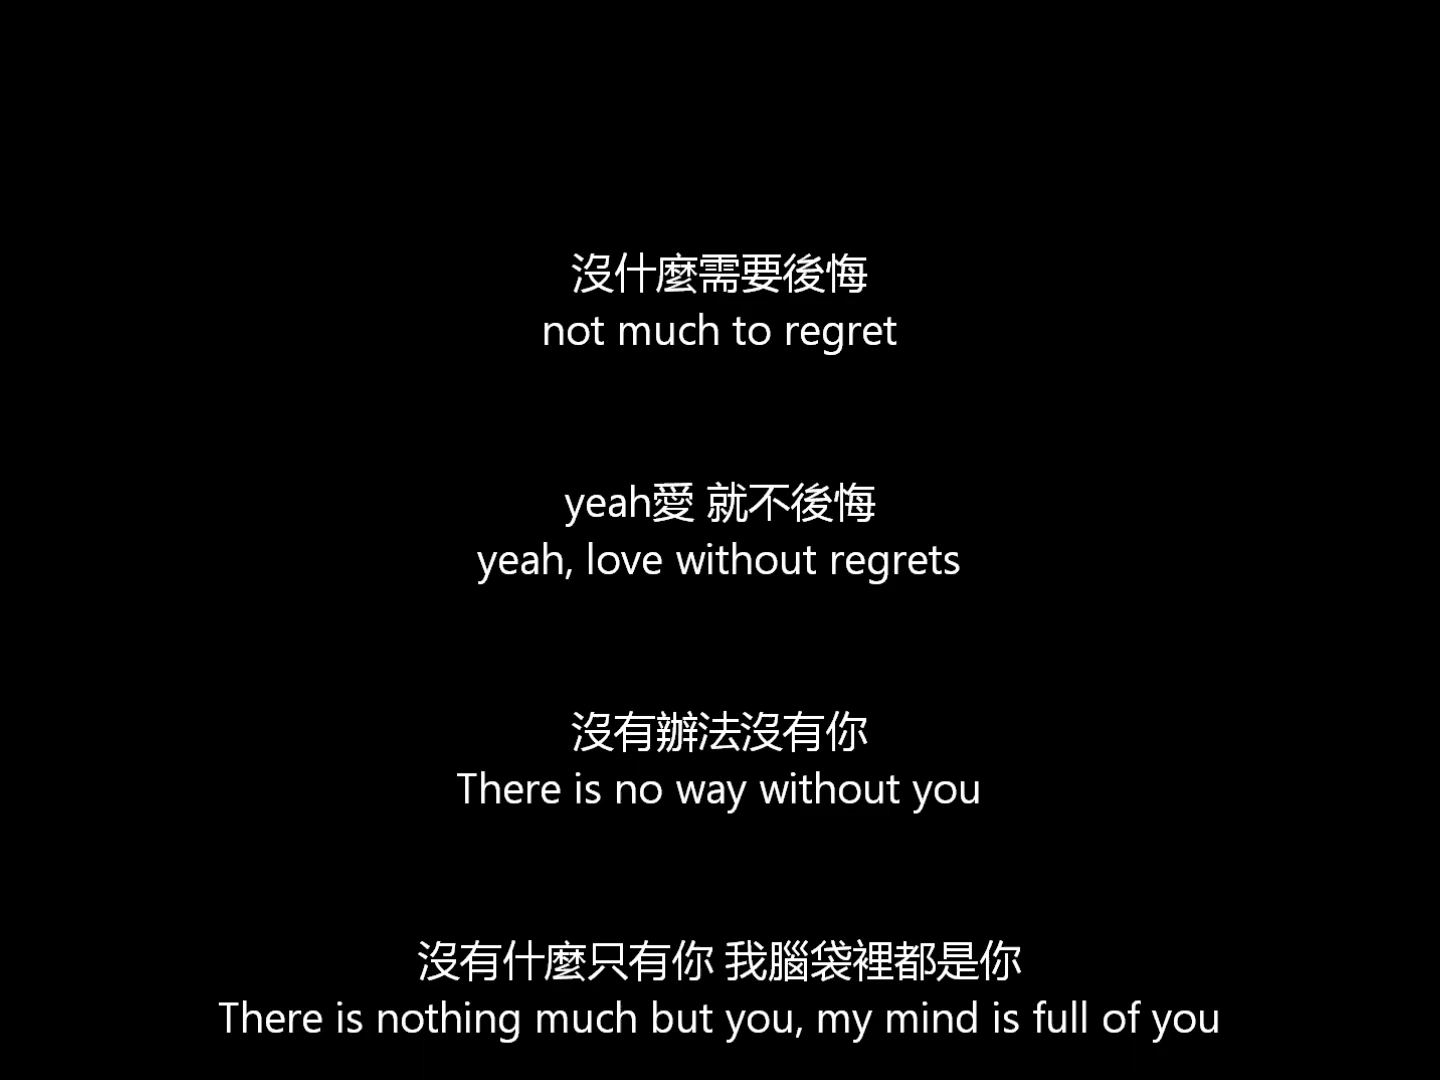 沒什麼需要後悔
not much to regret
yeah愛 就不後悔
yeah, love without regrets
沒有辦法沒有你
There is no way without you
沒有什麼只有你 我腦袋裡都是你
There is nothing much but you, my mind is full of you